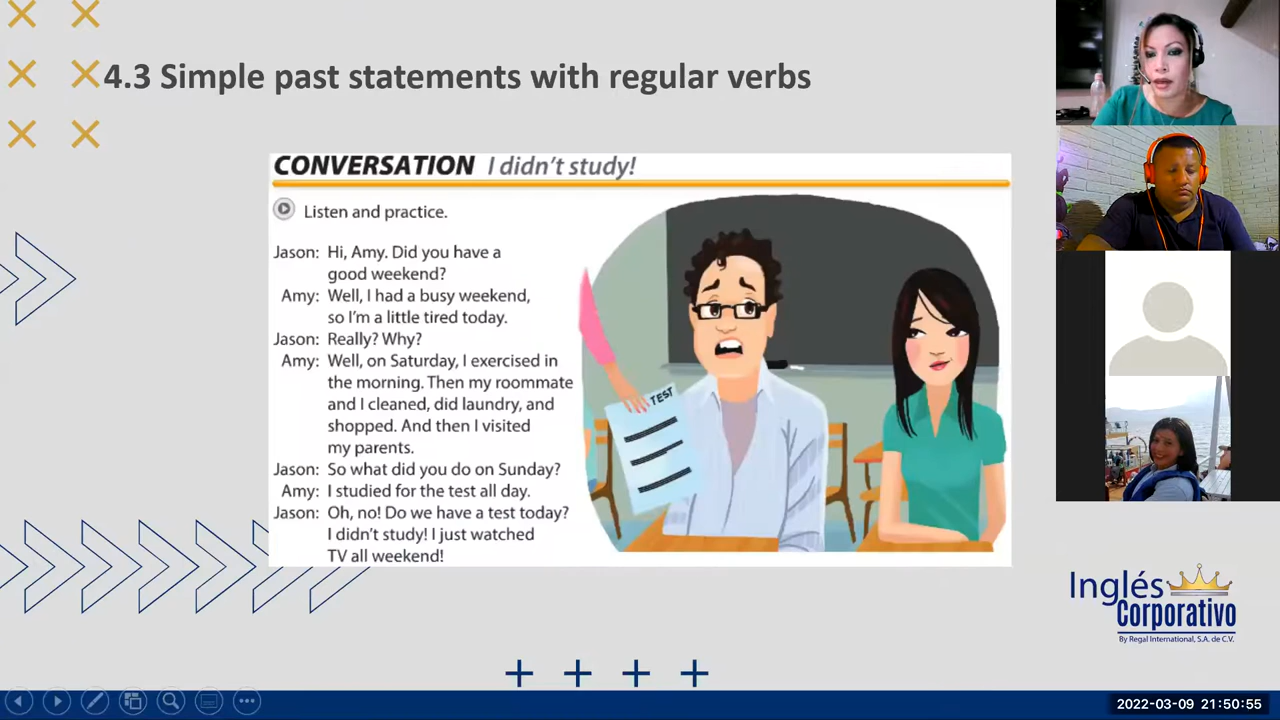 4.3 Simple past statements with regular verbs
CONVERSATION I didn't study!
Listen and practice.
Jason: Hi, Amy. Did you have a
good weekend?
Amy: Well, I had a busy weekend,
so I'm a little tired today.
Jason: Really? Why?
Amy: Well, on Saturday, I exercised in
the morning. Then my roommate
and I cleaned, did laundry, and
shopped. And then I visited
my parents.
Jason: So what did you do on Sunday?
Amy: I studied for the test all day.
Jason: Oh, no! Do we have a test today?
I didn't study! I just watched
TV all weekend!
TEST
Inglés
Corporativo
By Regal International, S.A. de C.V.
2022-03-09 21:50:55